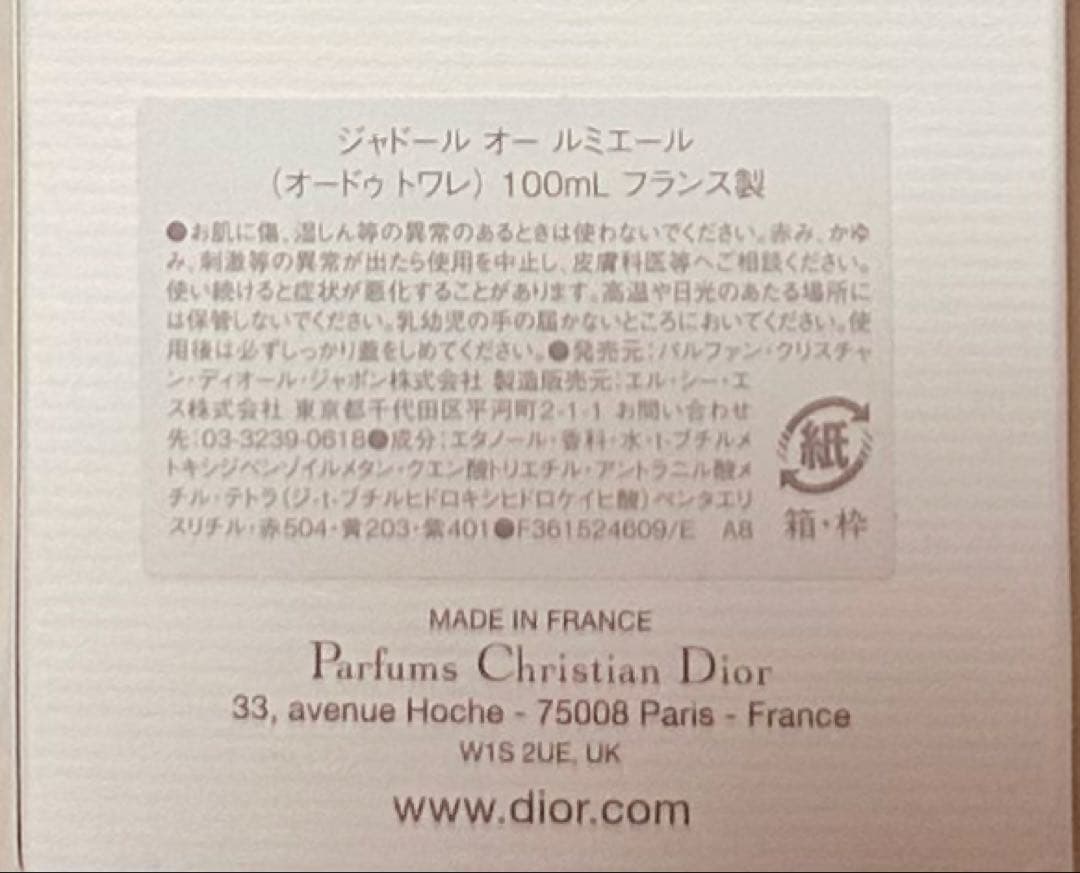 ジャドール オー ルミエール
（オードゥ トワレ）100mL フランス製
●お肌に傷、湿しん等の異常のあるときは使わないでください。赤み、かゆ
み、刺激等の異常が出たら使用を中止し、皮膚科医等へご相談ください。
使い続けると症状が悪化することがあります。高温や日光のあたる場所に
は保管しないでください。乳幼児の手の届かないところにおいてください。使
用後は必ずしっかり蓋をしめてください。●発売元：パルファン・クリスチャ
ン・ディオール・ジャポン株式会社 製造販売元：エル・シー・エ
ス株式会社 東京都千代田区平河町2-1-1 お問い合わせ
先：03-3239-0618●成分：エタノール・香料・水・t-ブチルメ
トキシジベンゾイルメタン・クエン酸トリエチル・アントラニル酸メ
チル・テトラ（ジ-t-ブチルヒドロキシヒドロケイヒ酸）ペンタエリ
スリチル・赤504・黄203・紫401●F361524609/E A8
紙
箱・枠
MADE IN FRANCE
Parfums Christian Dior
33, avenue Hoche - 75008 Paris - France
W1S 2UE, UK
www.dior.com